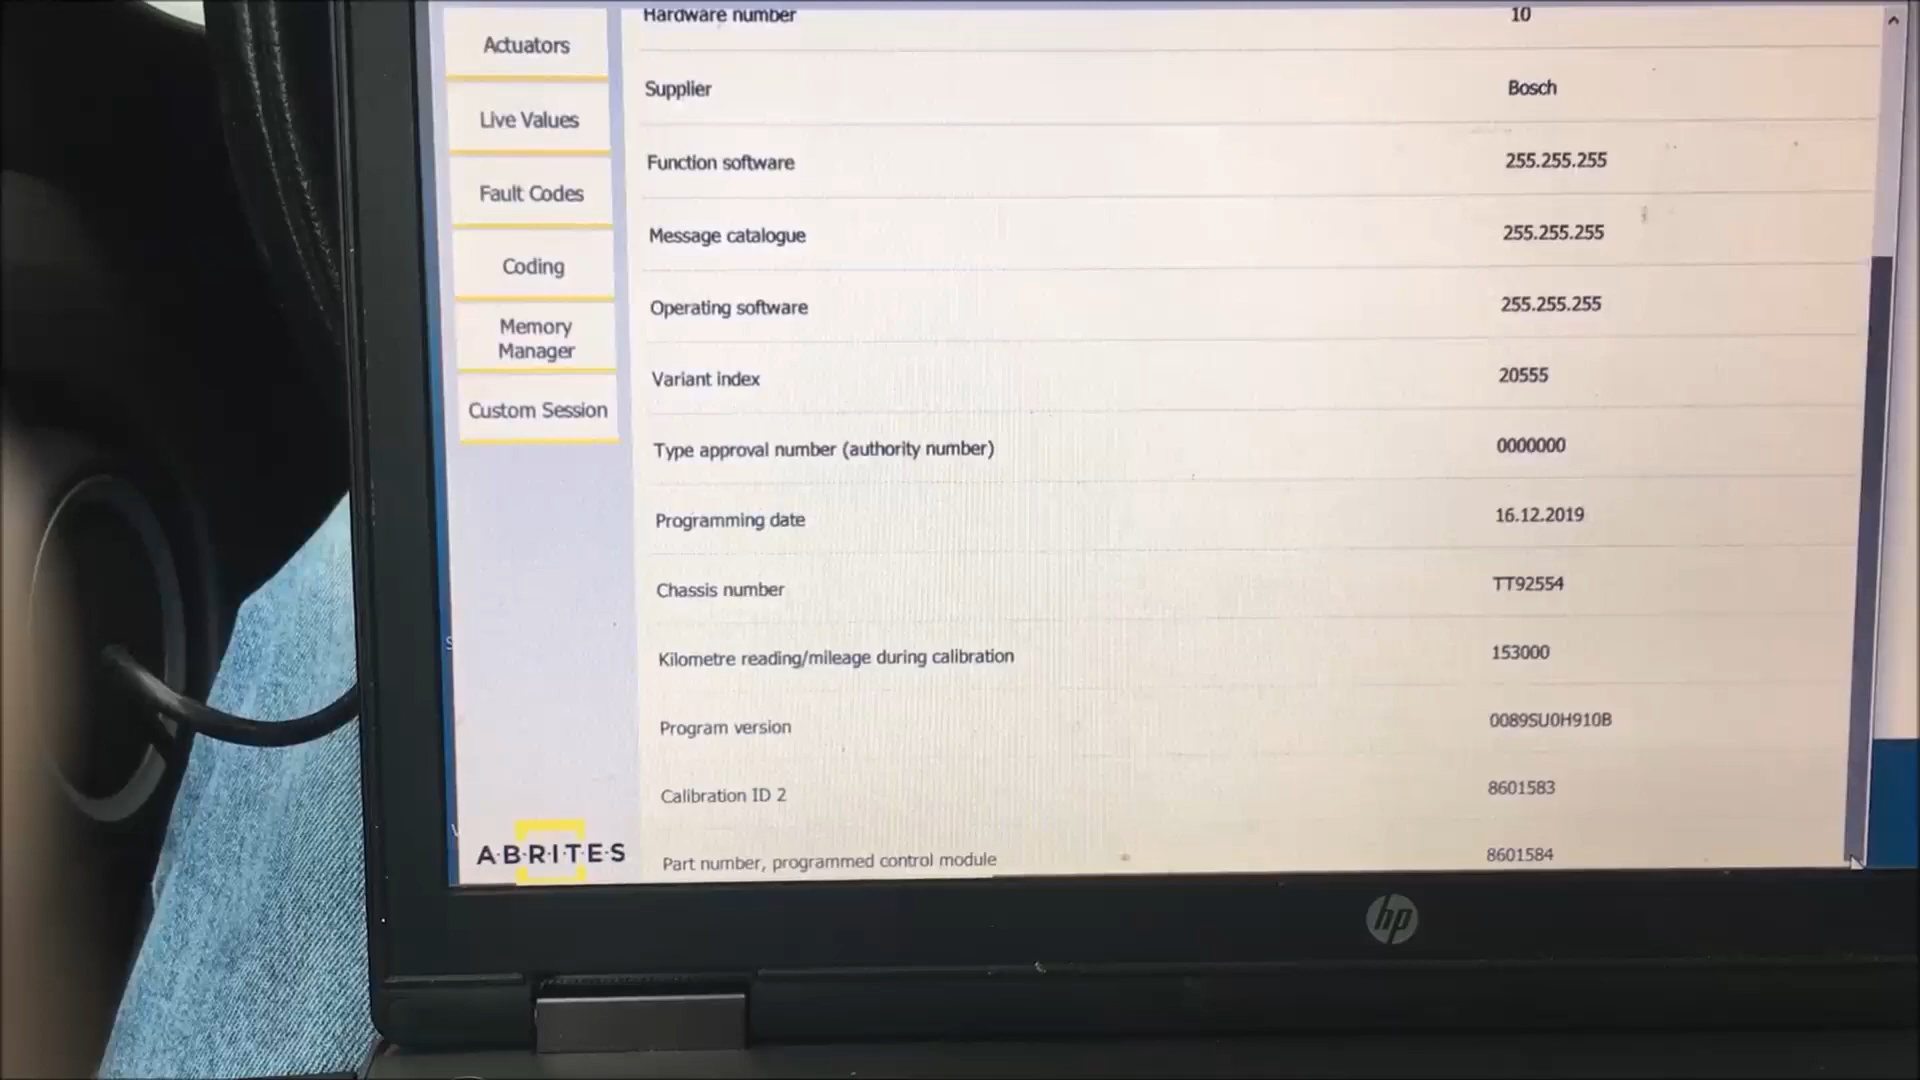 Hardware number 10
Actuators
Supplier Bosch
Live Values
Function software 255.255.255
Fault Codes
Message catalogue 255.255.255
Coding
Operating software 255.255.255
Memory
Manager
Variant index 20555
Custom Session
Type approval number (authority number) 0000000
Programming date 16.12.2019
Chassis number TT92554
Kilometre reading/mileage during calibration 153000
Program version 0089SU0H910B
Calibration ID 2 8601583
A·B·R·I·T·E·S
Part number, programmed control module 8601584
hp